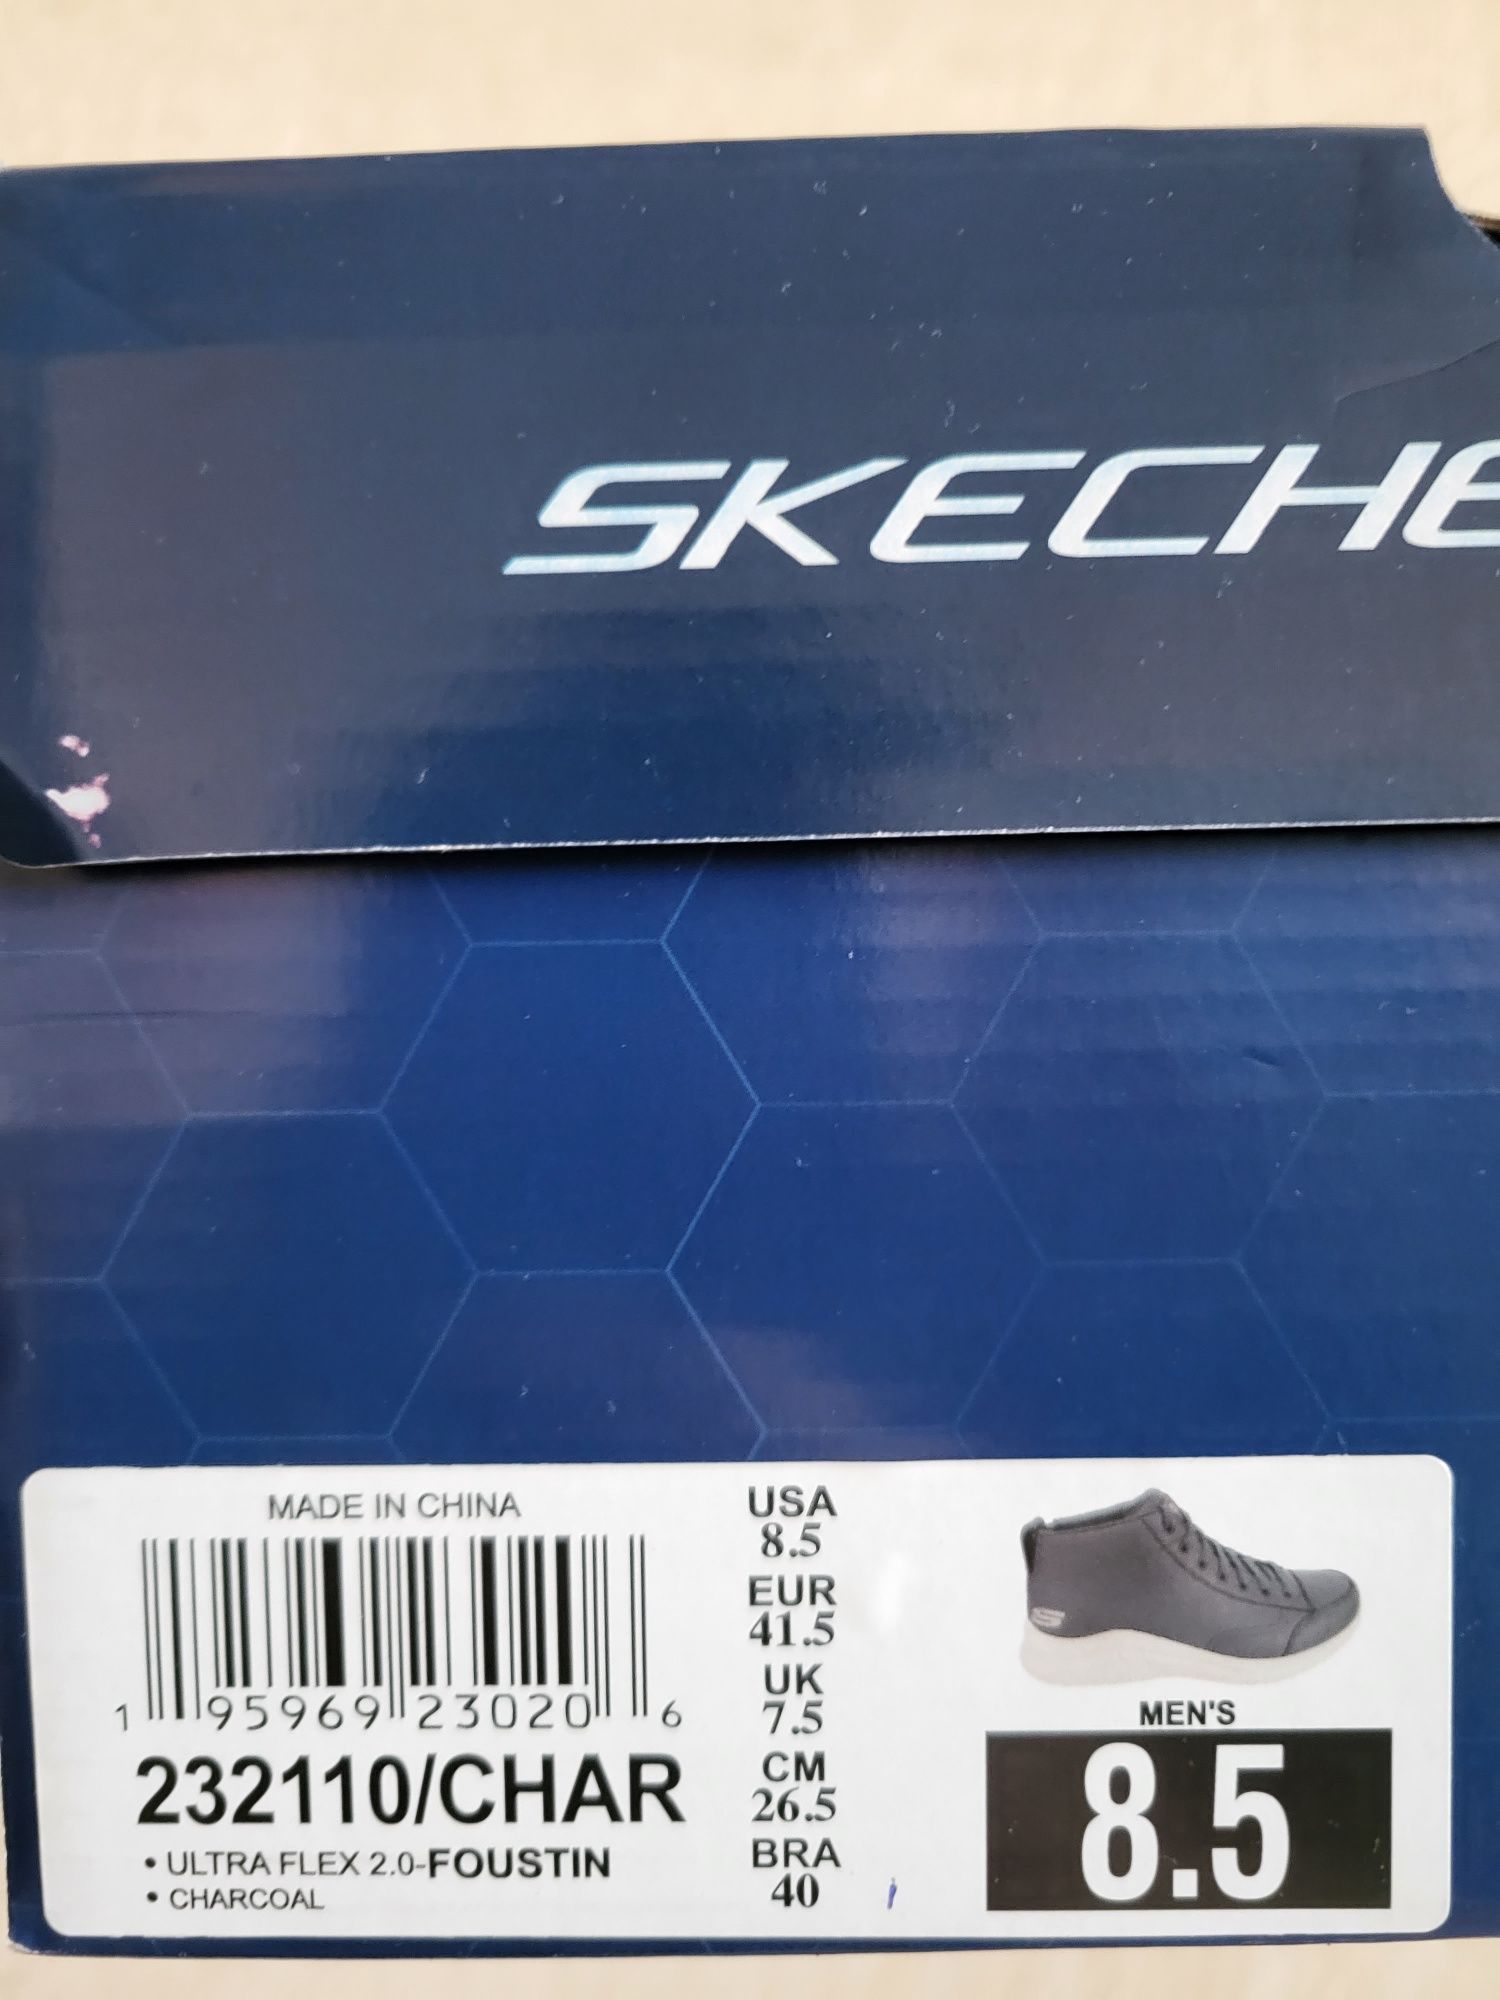 SKECHE
MADE IN CHINA
1 95969 23020 6
232110/CHAR
• ULTRA FLEX 2.0-FOUSTIN
• CHARCOAL
USA
8.5
EUR
41.5
UK
7.5
CM
26.5
BRA
40
MEN'S
8.5